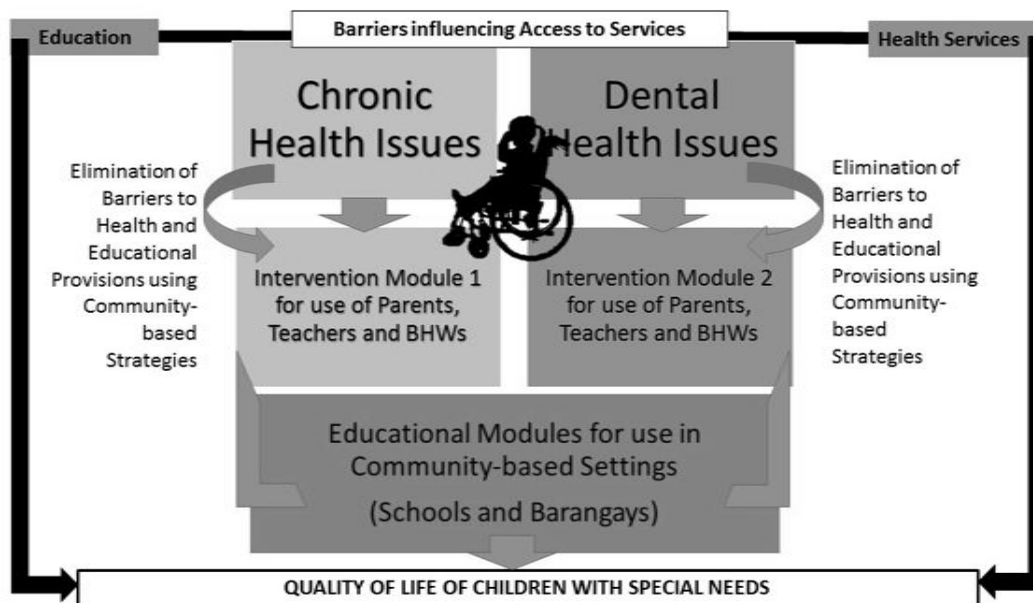 Barriers influencing Access to Services
Education
Health Services
Chronic
Health Issues
Dental
Health Issues
Elimination of
Barriers to
Health and
Educational
Provisions using
Community-
based
Strategies
Elimination of
Barriers to
Health and
Educational
Provisions using
Community-
based
Strategies
Intervention Module 1
for use of Parents,
Teachers and BHWs
Intervention Module 2
for use of Parents,
Teachers and BHWs
Educational Modules for use in
Community-based Settings
(Schools and Barangays)
QUALITY OF LIFE OF CHILDREN WITH SPECIAL NEEDS